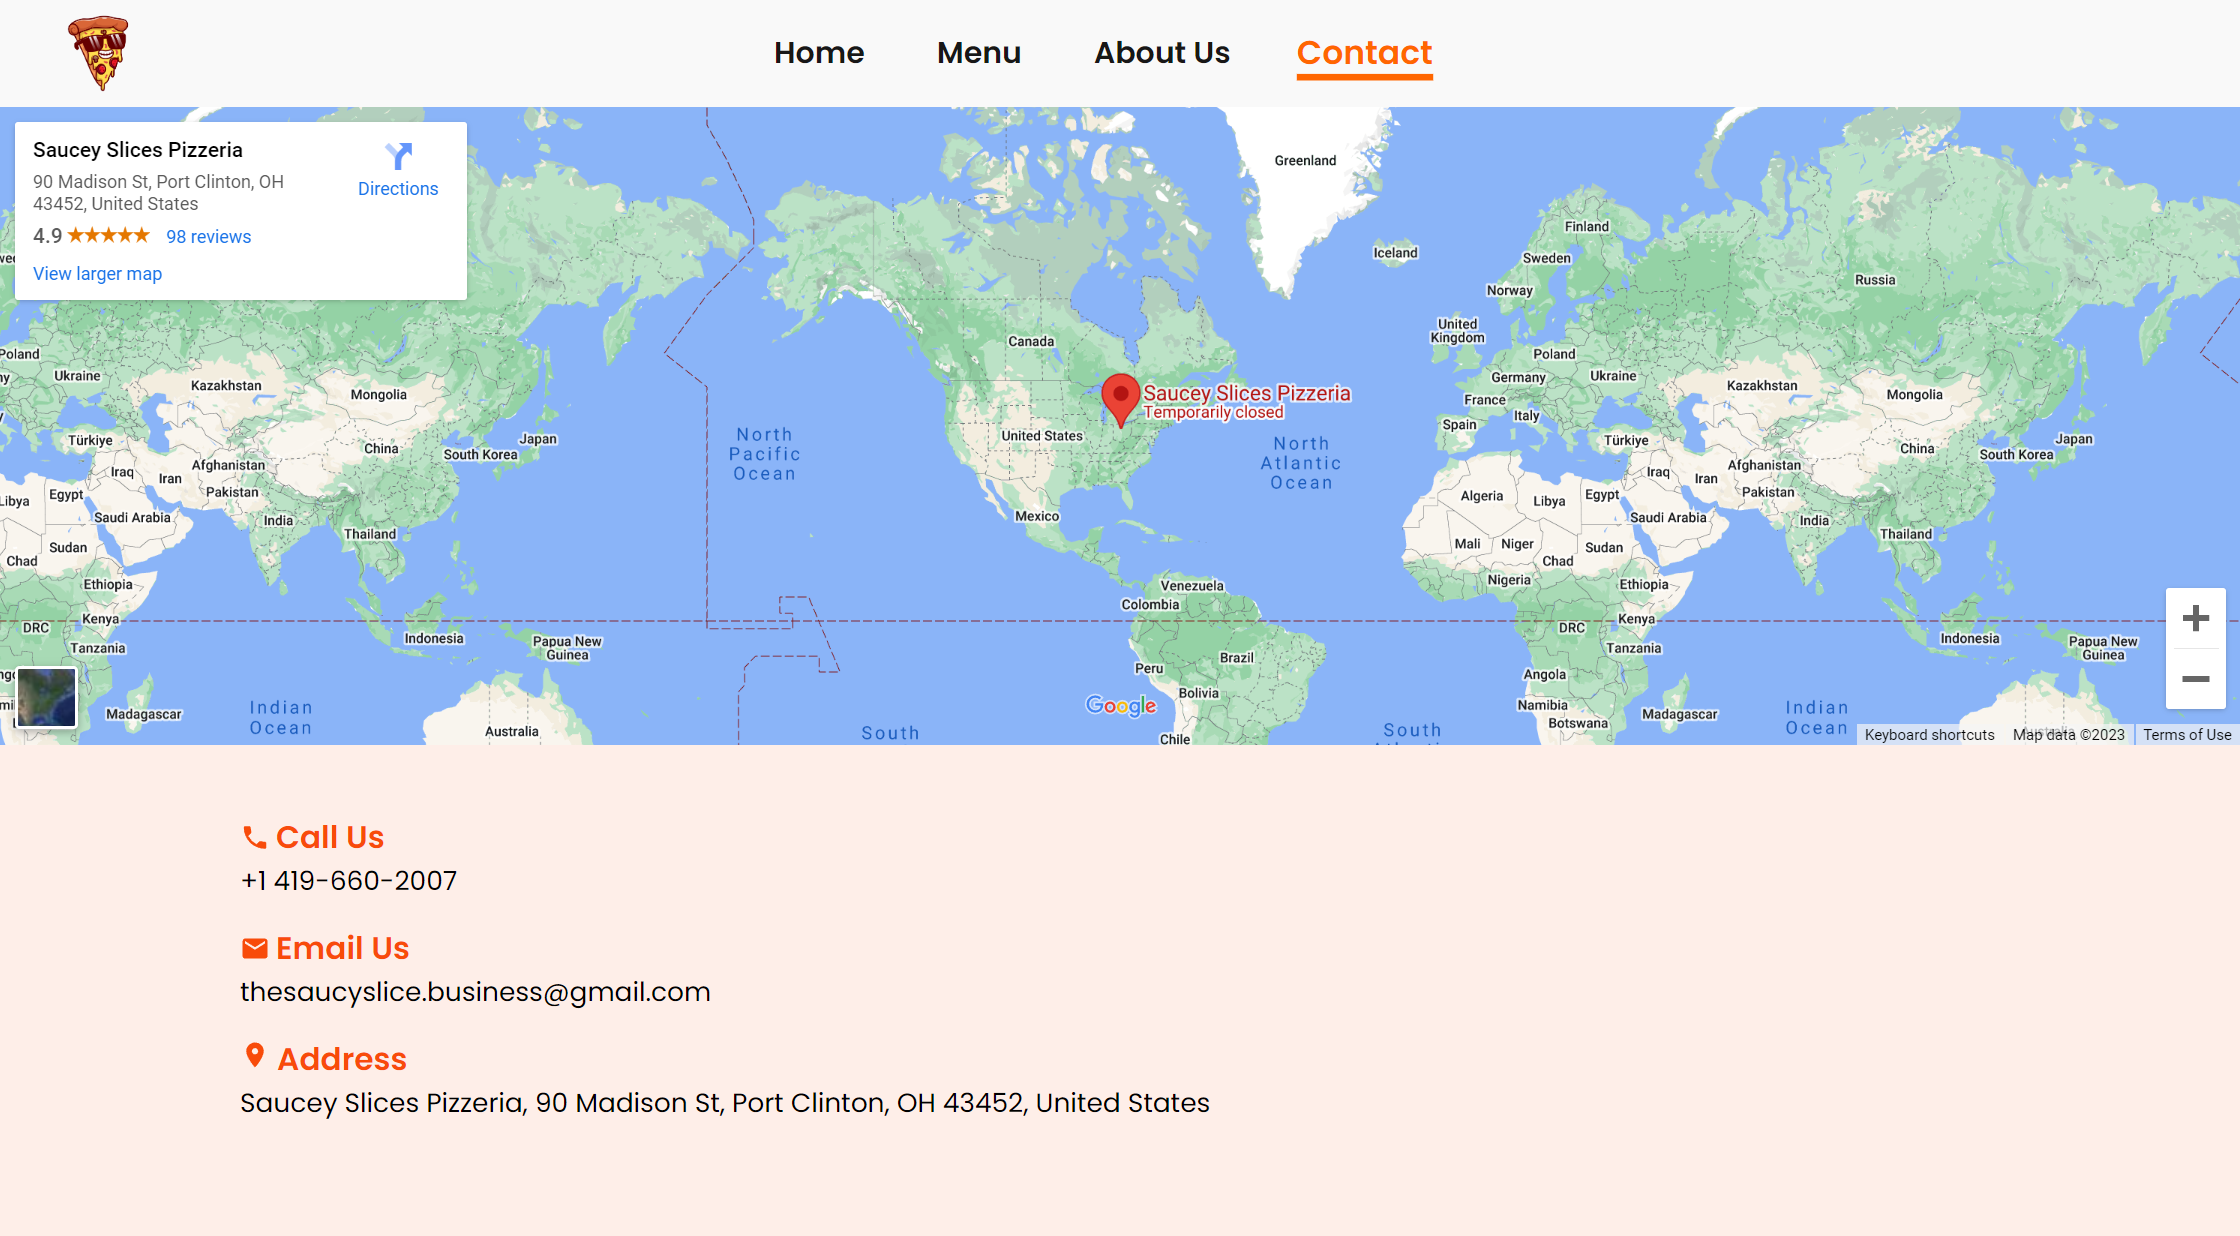 Home
Menu
About Us
Contact
Saucey Slices Pizzeria
90 Madison St, Port Clinton, OH
43452, United States
4.9
98 reviews
View larger map
Directions
Greenland
Iceland
Finland
Sweden
Norway
Russia
United
Kingdom
Poland
Germany
Ukraine
France
Italy
Spain
Türkiye
Kazakhstan
Mongolia
China
Japan
South Korea
Afghanistan
Iraq
Iran
Pakistan
India
Thailand
Egypt
Libya
Algeria
Saudi Arabia
Mali
Niger
Chad
Sudan
Nigeria
Ethiopia
DRC
Kenya
Tanzania
Angola
Namibia
Botswana
Madagascar
Indonesia
Papua New
Guinea
Indian
Ocean
Canada
Saucey Slices Pizzeria
Temporarily closed
United States
Mexico
North
Pacific
Ocean
North
Atlantic
Ocean
Venezuela
Colombia
Brazil
Peru
Bolivia
Chile
South
South
Google
Poland
Ukraine
Kazakhstan
Mongolia
Türkiye
China
Japan
South Korea
Iraq
Iran
Afghanistan
Pakistan
Libya
Egypt
Saudi Arabia
India
Thailand
Sudan
Chad
Ethiopia
DRC
Kenya
Tanzania
Indonesia
Papua New
Guinea
Madagascar
Indian
Ocean
Australia
Keyboard shortcuts
Map data ©2023
Terms of Use
Call Us
+1 419-660-2007
Email Us
thesaucyslice.business@gmail.com
Address
Saucey Slices Pizzeria, 90 Madison St, Port Clinton, OH 43452, United States